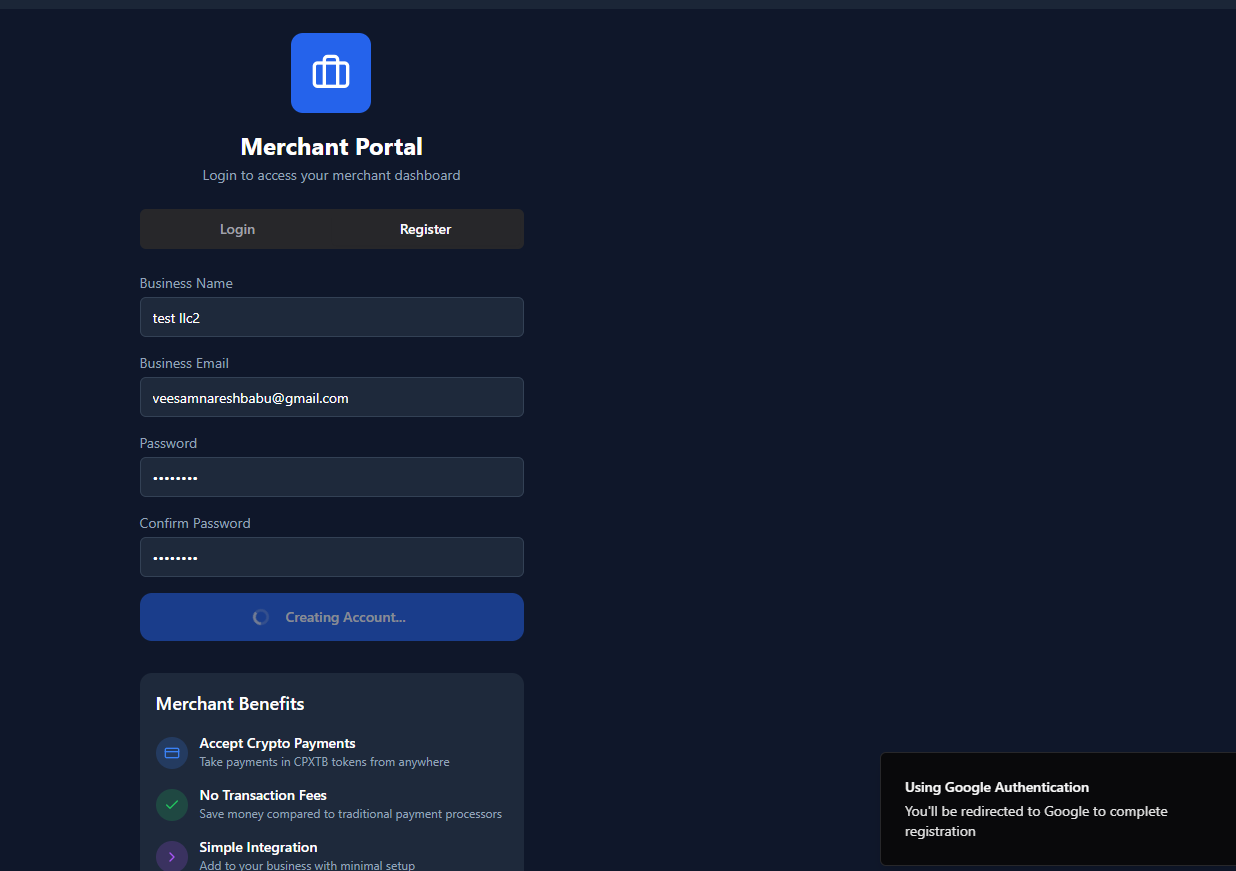 Merchant Portal
Login to access your merchant dashboard
Login
Register
Business Name
test llc2
Business Email
veesamnareshbabu@gmail.com
Password
••••••••
Confirm Password
••••••••
Creating Account...
Merchant Benefits
Accept Crypto Payments
Take payments in CPXTB tokens from anywhere
No Transaction Fees
Save money compared to traditional payment processors
Simple Integration
Add to your business with minimal setup
Using Google Authentication
You'll be redirected to Google to complete
registration